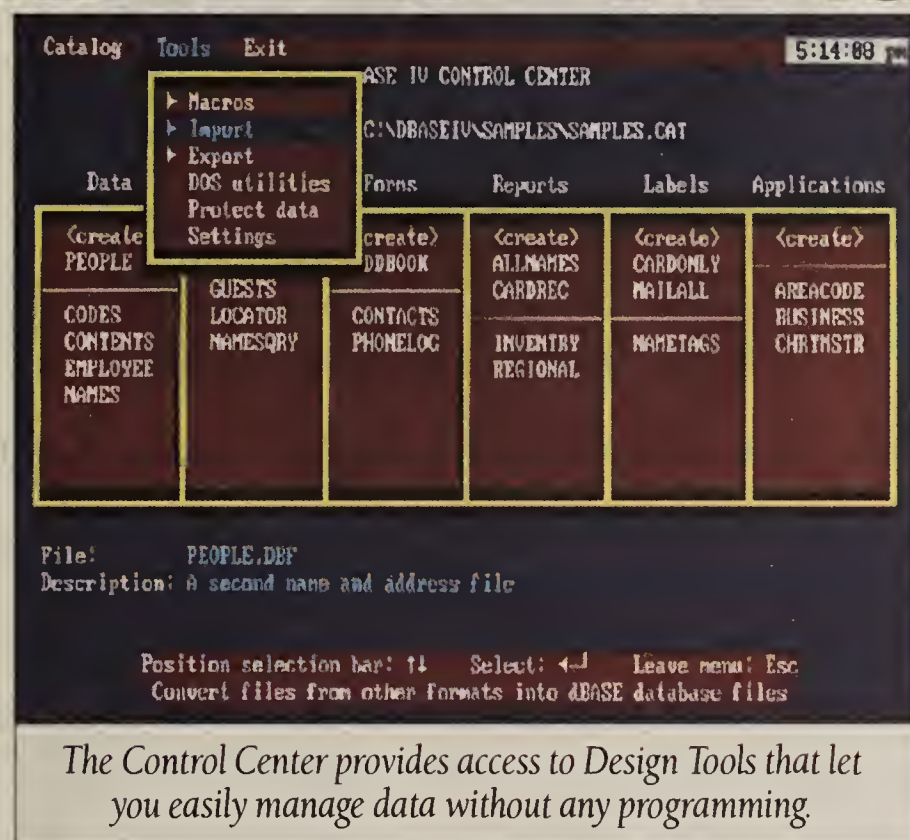 Catalog Tools Exit 5:14:08 pm
ASE IV CONTROL CENTER
Macros
Import C:\DBASEIV\SAMPLES\SAMPLES.CAT
Export
DOS utilities
Protect data
Settings
Data Forms Reports Labels Applications
<create create> <create> <create> <create>
PEOPLE DDBOOK ALLNAMES CARDONLY
GUESTS CARDREC MAILALL AREACODE
CODES LOCATOR CONTACTS BUSINESS
CONTENTS NAMESQRY PHONELOG INVENTRY NAMETAGS CHRTMSTR
EMPLOYEE REGIONAL
NAMES
File: PEOPLE.DBF
Description: A second name and address file
Position selection bar: ↑↓ Select: ↵ Leave menu: Esc
Convert files from other formats into dBASE database files
The Control Center provides access to Design Tools that let
you easily manage data without any programming.